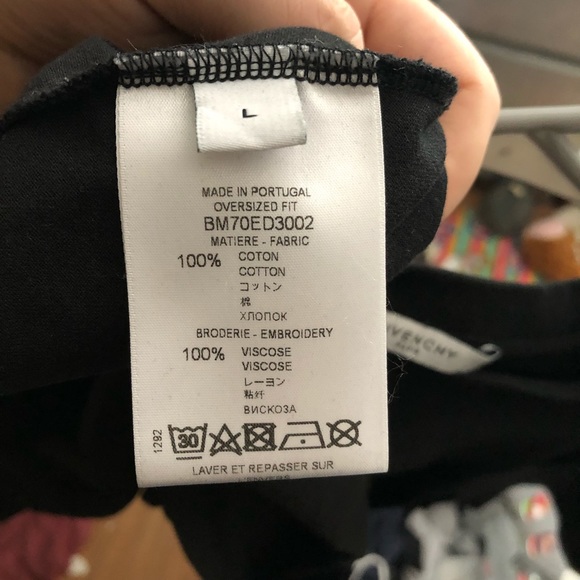 L
MADE IN PORTUGAL
OVERSIZED FIT
BM70ED3002
MATIERE - FABRIC
100% COTON
COTTON
コットン
棉
ХЛОПОК
BRODERIE - EMBROIDERY
100% VISCOSE
VISCOSE
レーヨン
粘纤
ВИСКОЗА
1292
30
LAVER ET REPASSER SUR
GIVENCHY